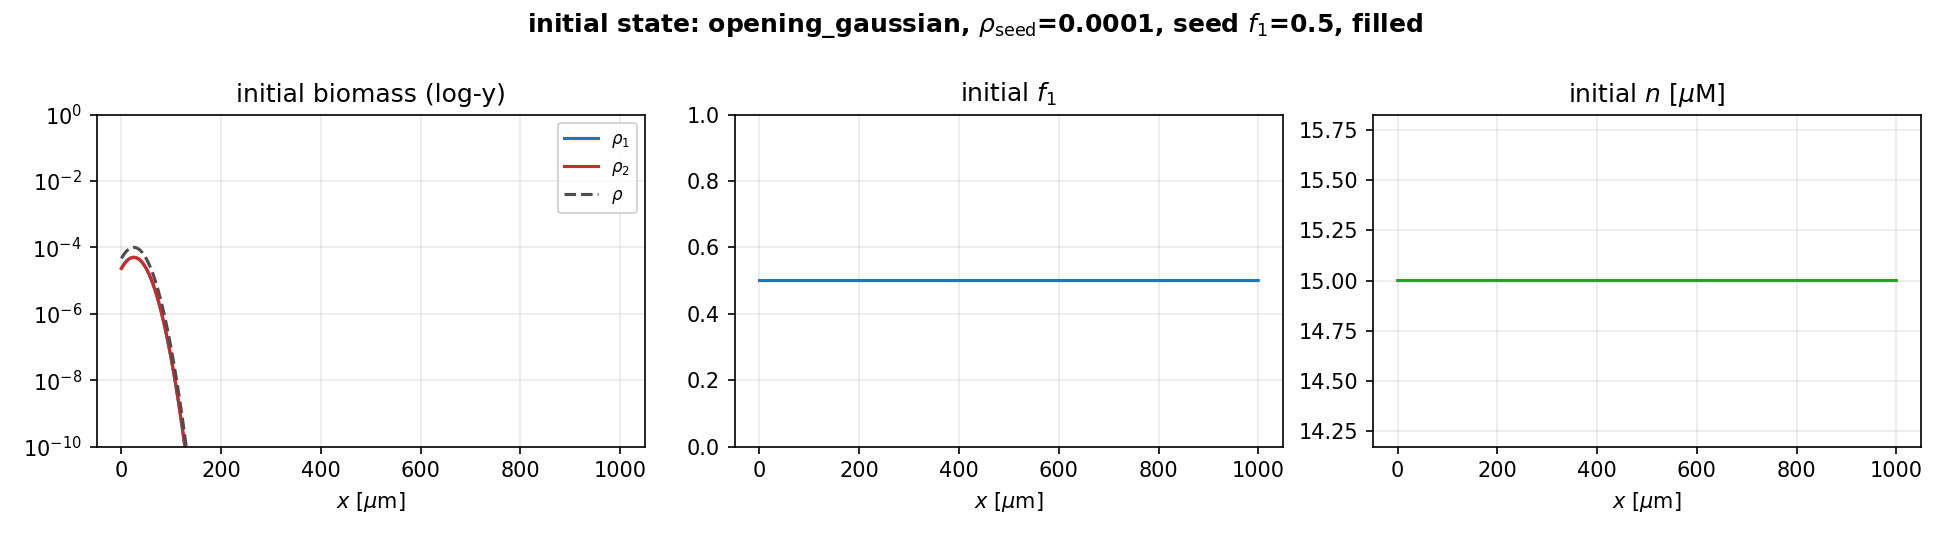 initial state: opening_gaussian, ρseed=0.0001, seed f1=0.5, filled
initial biomass (log-y)
10^0
10^−2
10^−4
10^−6
10^−8
10^−10
0 200 400 600 800 1000
x [μm]
ρ1
ρ2
ρ
initial f1
1.0
0.8
0.6
0.4
0.2
0.0
0 200 400 600 800 1000
x [μm]
initial n [μM]
15.75
15.50
15.25
15.00
14.75
14.50
14.25
0 200 400 600 800 1000
x [μm]